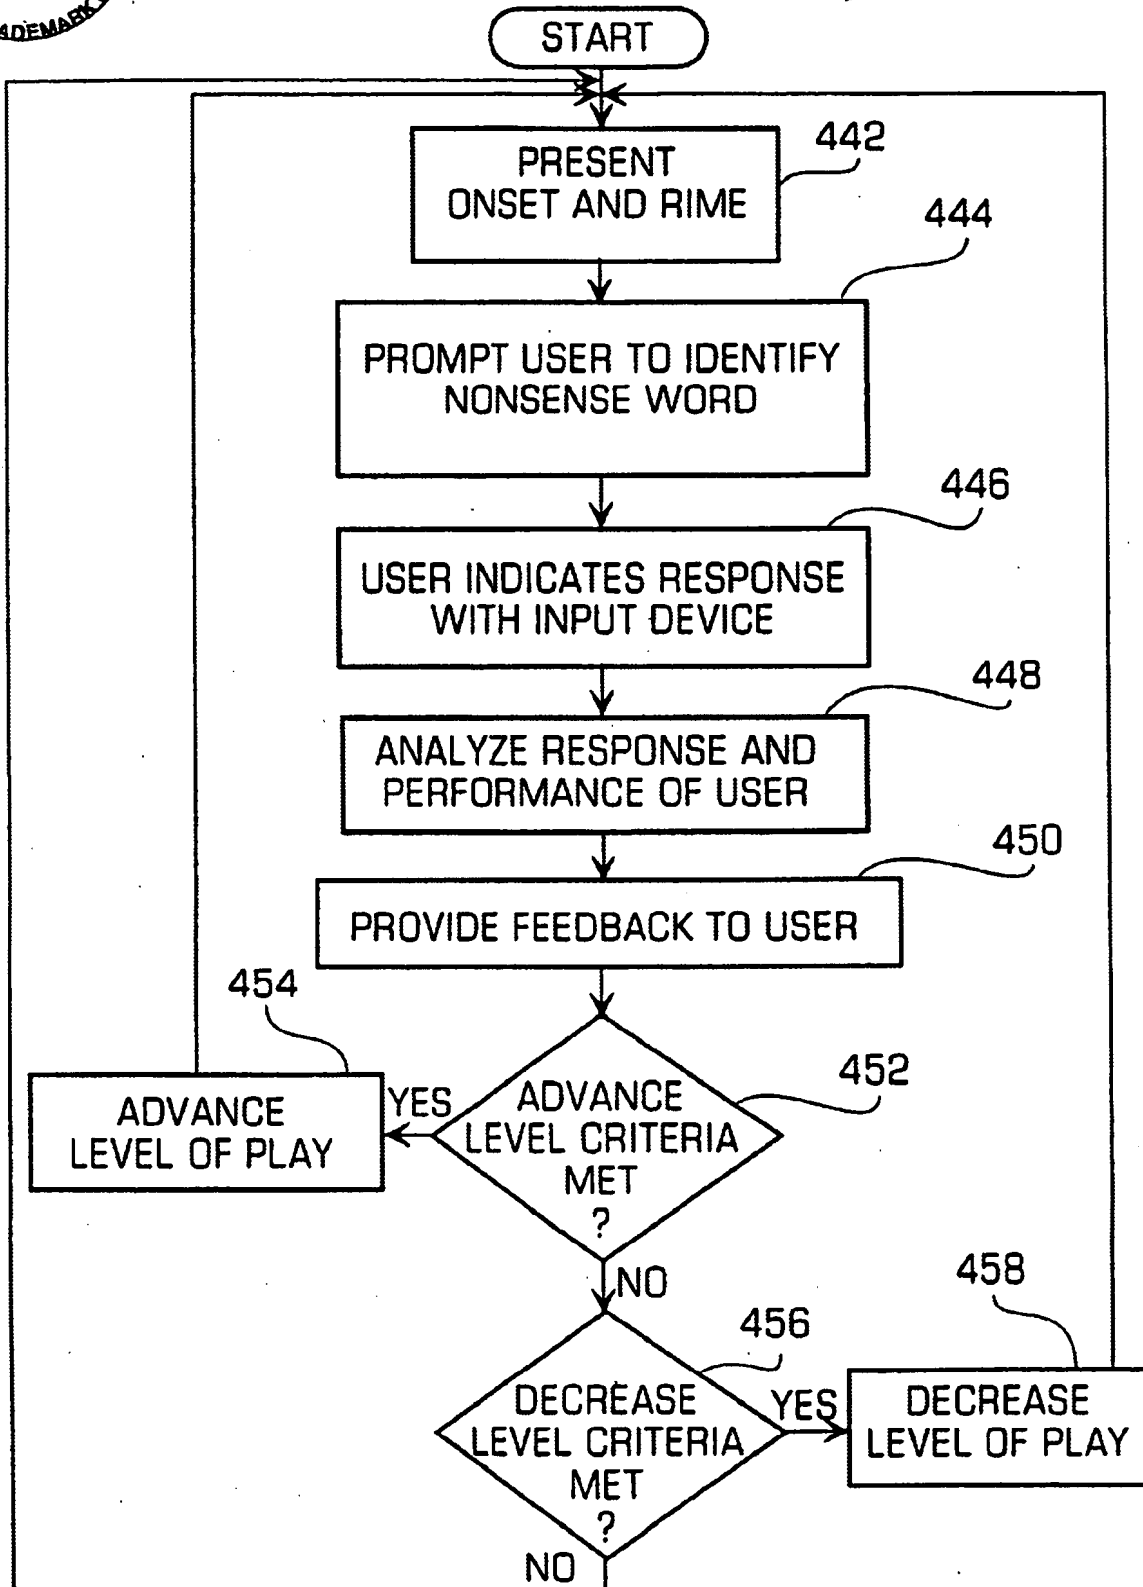 ADEMARK
START
442
PRESENT
ONSET AND RIME
444
PROMPT USER TO IDENTIFY
NONSENSE WORD
446
USER INDICATES RESPONSE
WITH INPUT DEVICE
448
ANALYZE RESPONSE AND
PERFORMANCE OF USER
450
PROVIDE FEEDBACK TO USER
454
452
ADVANCE
LEVEL OF PLAY
YES
ADVANCE
LEVEL CRITERIA
MET
?
NO
458
456
DECREASE
LEVEL CRITERIA
MET
?
YES
DECREASE
LEVEL OF PLAY
NO